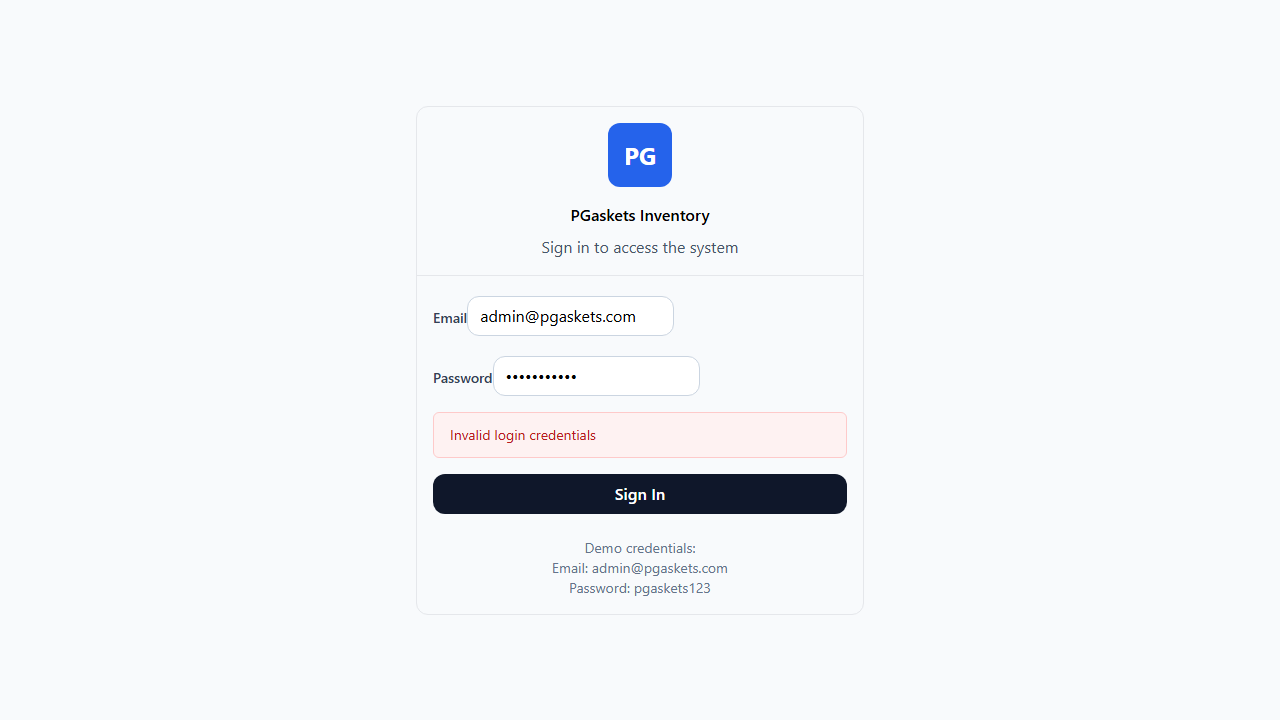 PG
PGaskets Inventory
Sign in to access the system
Email admin@pgaskets.com
Password •••••••••••
Invalid login credentials
Sign In
Demo credentials:
Email: admin@pgaskets.com
Password: pgaskets123